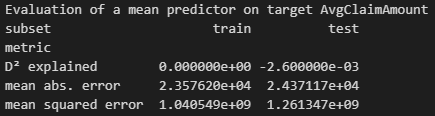 Evaluation of a mean predictor on target AvgClaimAmount
subset train test
metric
D² explained 0.000000e+00 -2.600000e-03
mean abs. error 2.357620e+04 2.437117e+04
mean squared error 1.040549e+09 1.261347e+09